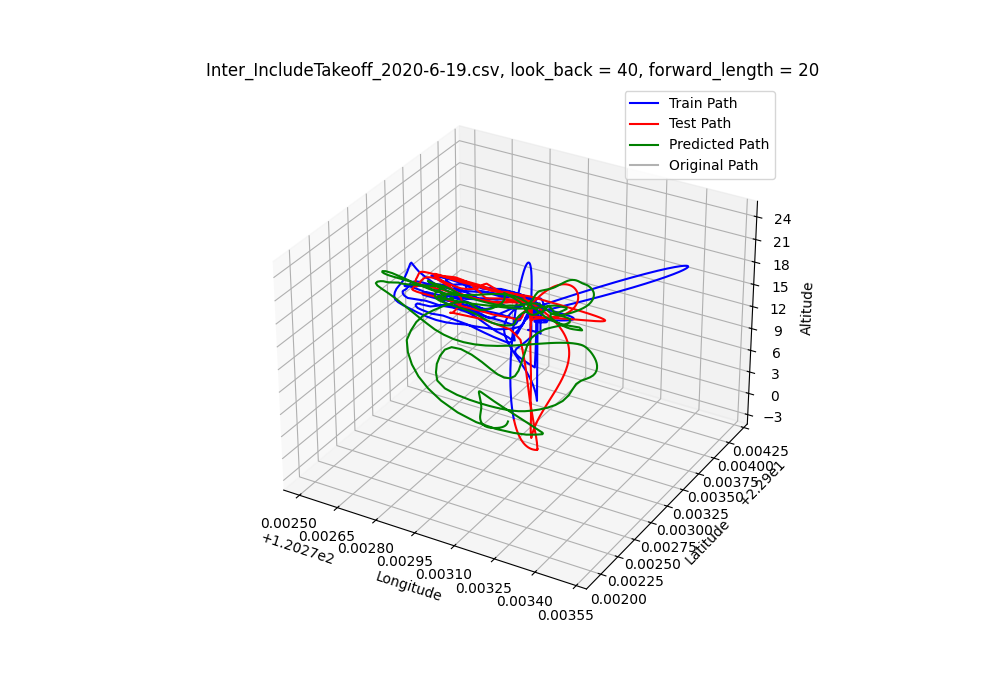 Inter_IncludeTakeoff_2020-6-19.csv, look_back = 40, forward_length = 20
Train Path
Test Path
Predicted Path
Original Path
24
21
18
15
12
9
6
3
0
−3
Altitude
0.00425
0.00400
0.00375
0.00350
0.00325
0.00300
0.00275
0.00250
0.00225
0.00200
+2.29e1
Latitude
0.00250
0.00265
0.00280
0.00295
0.00310
0.00325
0.00340
0.00355
+1.2027e2
Longitude